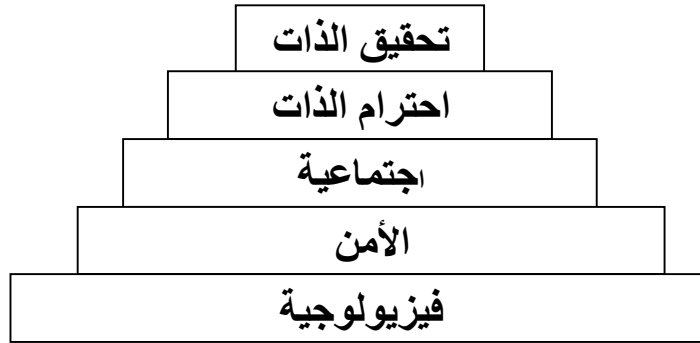 تحقيق الذات
احترام الذات
اجتماعية
الأمن
فيزيولوجية